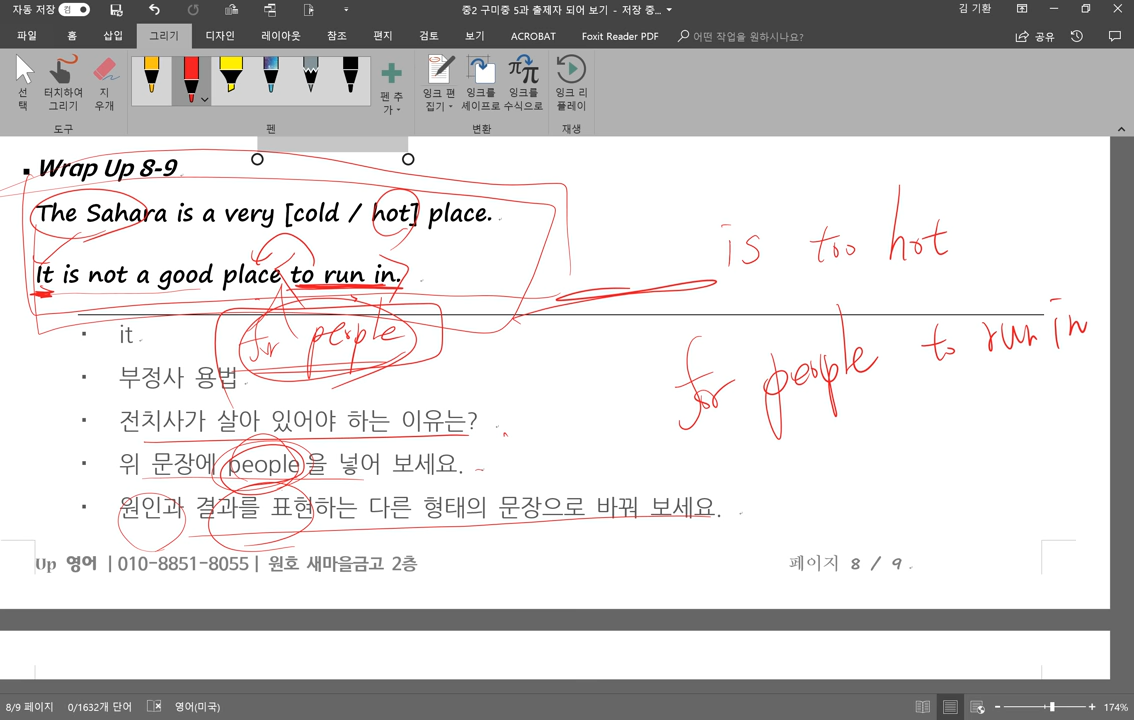 자동 저장 컴 중2 구미중 5과 출제자 되어 보기 - 저장 중... 김 기환
파일 홈 삽입 그리기 디자인 레이아웃 참조 편지 검토 보기 ACROBAT Foxit Reader PDF 어떤 작업을 원하시나요? 공유
선택 터치하여 그리기 지우개 펜 추가 잉크 편집기 잉크를 셰이프로 잉크를 수식으로 잉크 리플레이
도구 펜 변환 재생
▪ Wrap Up 8-9
The Sahara is a very [cold / hot] place.
is too hot
It is not a good place to run in.
for people
for people to run in
▪ it
▪ 부정사 용법
▪ 전치사가 살아 있어야 하는 이유는?
▪ 위 문장에 people을 넣어 보세요.
▪ 원인과 결과를 표현하는 다른 형태의 문장으로 바꿔 보세요.
Up 영어 | 010-8851-8055 | 원호 새마을금고 2층 페이지 8 / 9
8/9 페이지 0/1632개 단어 영어(미국) 174%